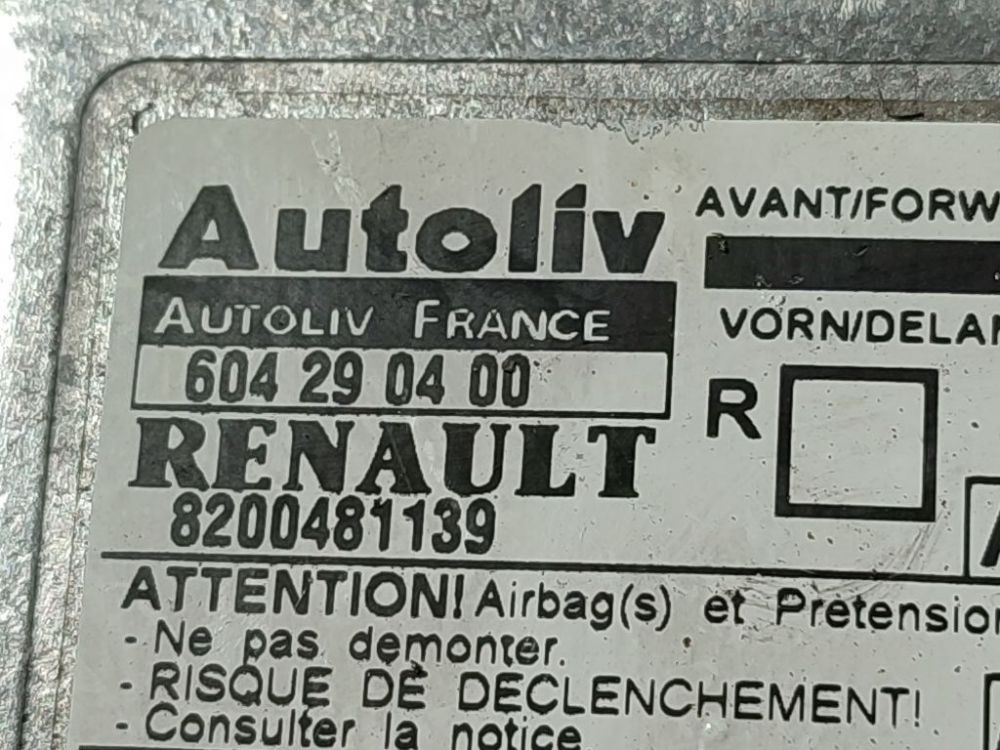 Autoliv
AUTOLIV FRANCE
604 29 04 00
RENAULT
8200481139
AVANT/FORW
VORN/DELA
R
ATTENTION! Airbag(s) et Pretension
- Ne pas demonter.
- RISQUE DE DECLENCHEMENT!
- Consulter la notice